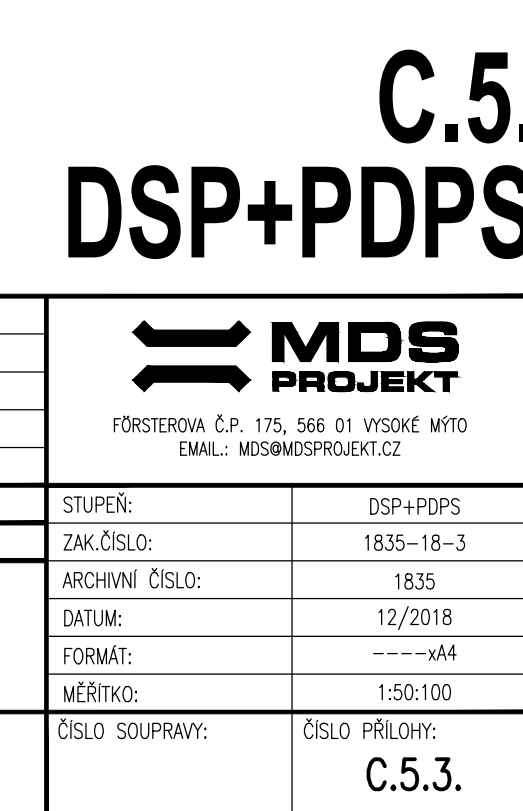 C.5.
DSP+PDPS
MDS
PROJEKT
FÖRSTEROVA Č.P. 175, 566 01 VYSOKÉ MÝTO
EMAIL.: MDS@MDSPROJEKT.CZ
STUPEŇ: DSP+PDPS
ZAK.ČÍSLO: 1835-18-3
ARCHIVNÍ ČÍSLO: 1835
DATUM: 12/2018
FORMÁT: ----xA4
MĚŘÍTKO: 1:50:100
ČÍSLO SOUPRAVY: ČÍSLO PŘÍLOHY:
C.5.3.